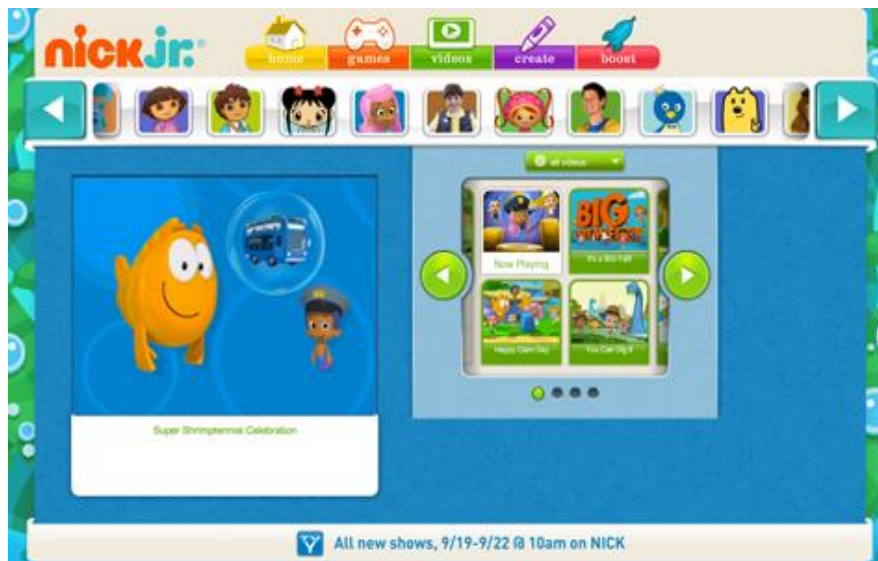 nick jr.
home games videos create boost
all videos
BIG
Now Playing
It's a BIG Fall!
Happy Clam Day
You Can Dig It
Super Shrimptennial Celebration
All new shows, 9/19-9/22 @ 10am on NICK